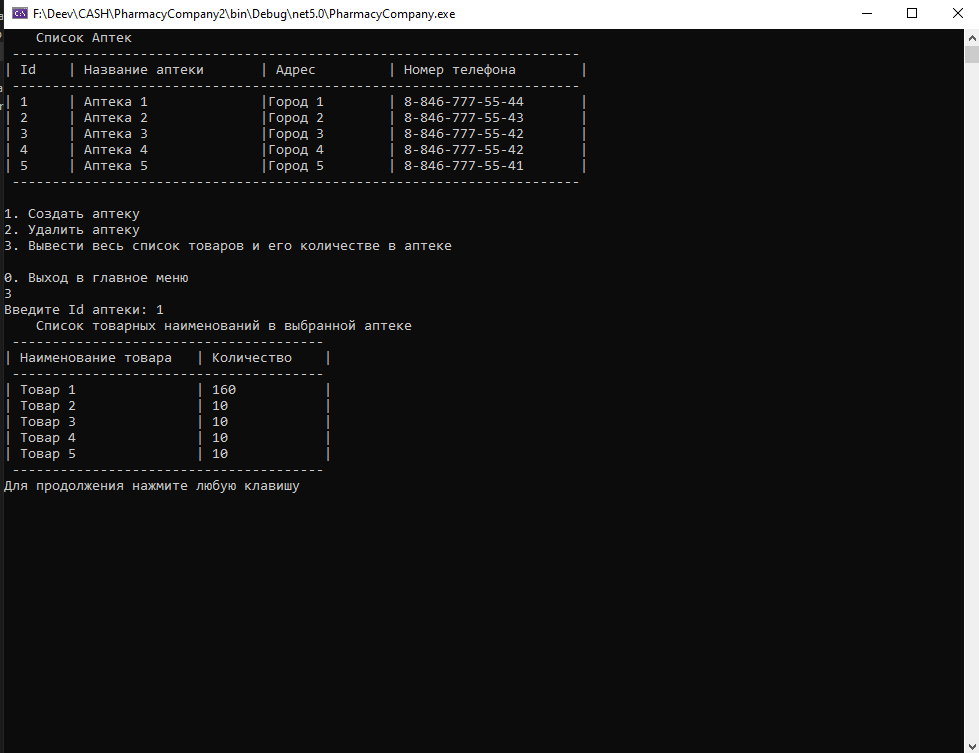 F:\Deev\CASH\PharmacyCompany2\bin\Debug\net5.0\PharmacyCompany.exe
Список Аптек
---------------------------------------------------------------------
| Id | Название аптеки | Адрес | Номер телефона |
---------------------------------------------------------------------
| 1 | Аптека 1 |Город 1 | 8-846-777-55-44 |
| 2 | Аптека 2 |Город 2 | 8-846-777-55-43 |
| 3 | Аптека 3 |Город 3 | 8-846-777-55-42 |
| 4 | Аптека 4 |Город 4 | 8-846-777-55-42 |
| 5 | Аптека 5 |Город 5 | 8-846-777-55-41 |
---------------------------------------------------------------------
1. Создать аптеку
2. Удалить аптеку
3. Вывести весь список товаров и его количестве в аптеке
0. Выход в главное меню
3
Введите Id аптеки: 1
Список товарных наименований в выбранной аптеке
---------------------------------------
| Наименование товара | Количество |
---------------------------------------
| Товар 1 | 160 |
| Товар 2 | 10 |
| Товар 3 | 10 |
| Товар 4 | 10 |
| Товар 5 | 10 |
---------------------------------------
Для продолжения нажмите любую клавишу